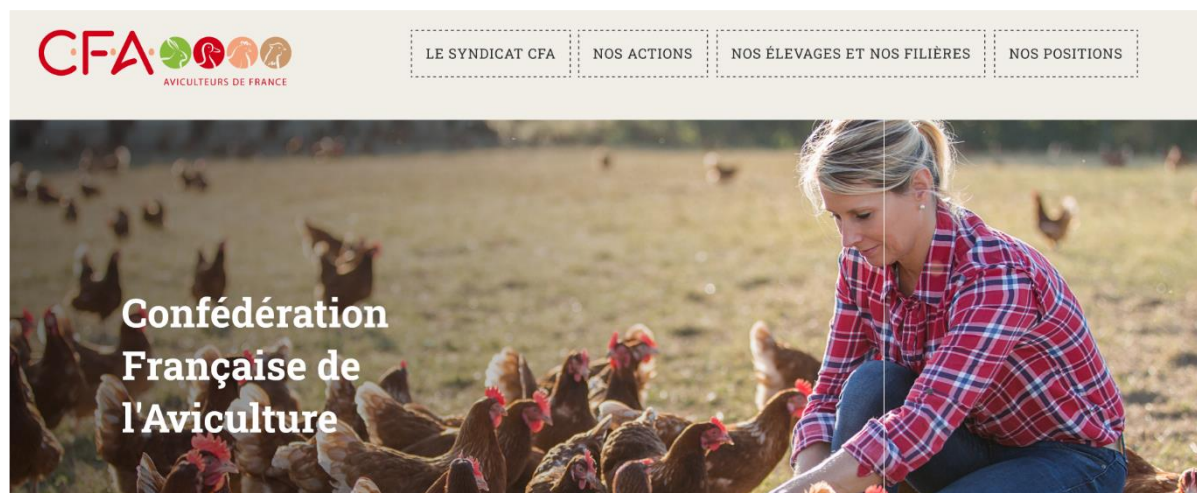 C·F·A·
AVICULTEURS DE FRANCE
LE SYNDICAT CFA
NOS ACTIONS
NOS ÉLEVAGES ET NOS FILIÈRES
NOS POSITIONS
Confédération
Française de
l'Aviculture